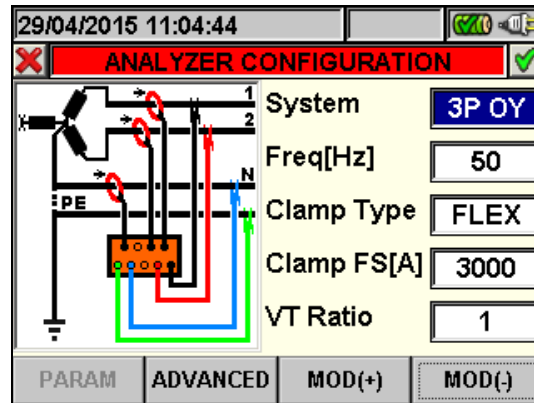 29/04/2015 11:04:44
ANALYZER CONFIGURATION
1
2
N
PE
System 3P OY
Freq[Hz] 50
Clamp Type FLEX
Clamp FS[A] 3000
VT Ratio 1
PARAM ADVANCED MOD(+) MOD(-)